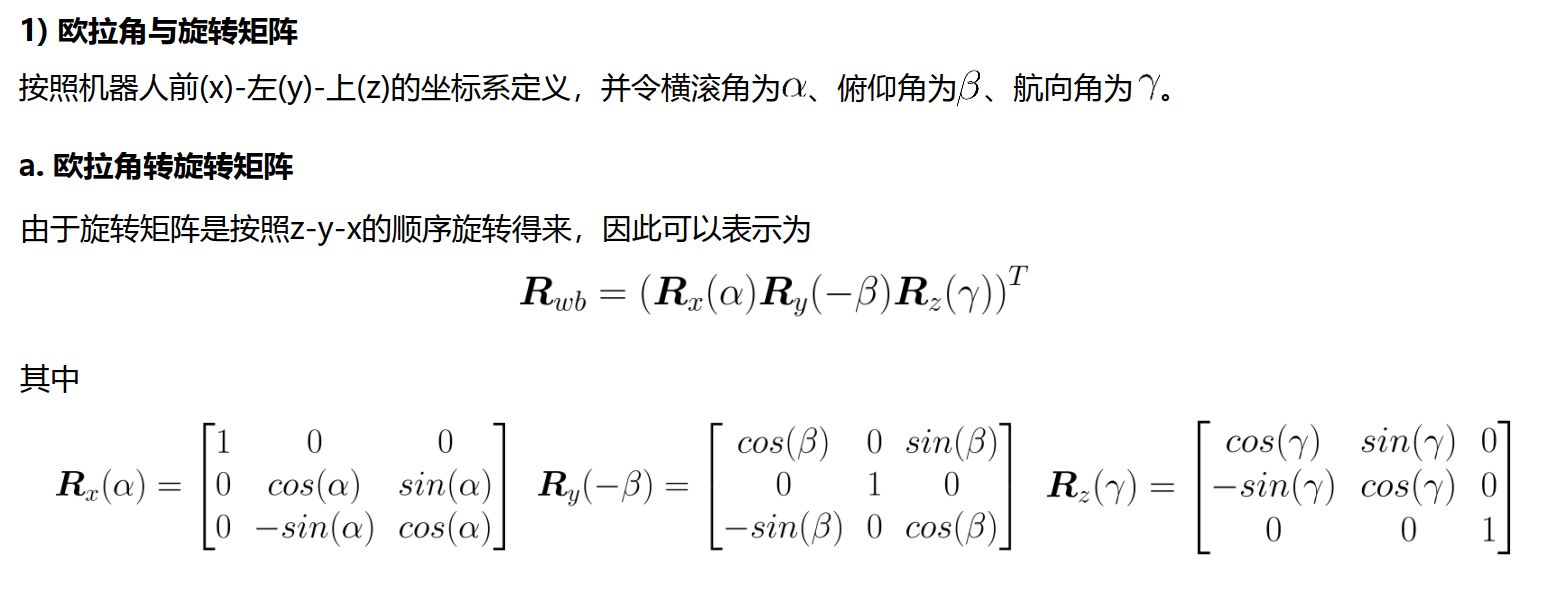 1) 欧拉角与旋转矩阵
按照机器人前(x)-左(y)-上(z)的坐标系定义，并令横滚角为α、俯仰角为β、航向角为γ。
a. 欧拉角转旋转矩阵
由于旋转矩阵是按照z-y-x的顺序旋转得来，因此可以表示为
$\boldsymbol{R}_{wb} = (\boldsymbol{R}_x(\alpha)\boldsymbol{R}_y(-\beta)\boldsymbol{R}_z(\gamma))^T$
其中
$\boldsymbol{R}_x(\alpha) = \begin{bmatrix} 1 & 0 & 0 \\ 0 & cos(\alpha) & sin(\alpha) \\ 0 & -sin(\alpha) & cos(\alpha) \end{bmatrix} \boldsymbol{R}_y(-\beta) = \begin{bmatrix} cos(\beta) & 0 & sin(\beta) \\ 0 & 1 & 0 \\ -sin(\beta) & 0 & cos(\beta) \end{bmatrix} \boldsymbol{R}_z(\gamma) = \begin{bmatrix} cos(\gamma) & sin(\gamma) & 0 \\ -sin(\gamma) & cos(\gamma) & 0 \\ 0 & 0 & 1 \end{bmatrix}$